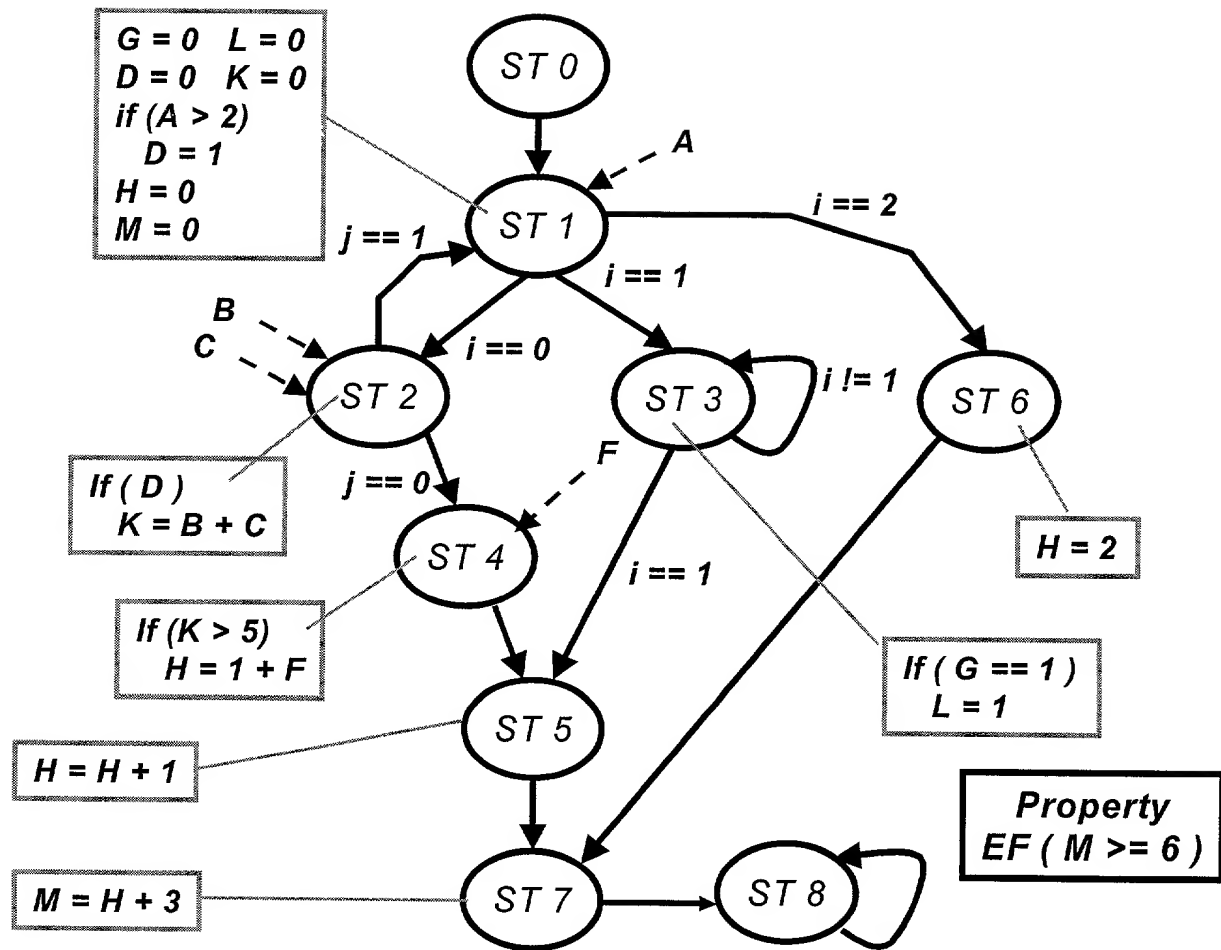 G = 0 L = 0
D = 0 K = 0
if (A > 2)
D = 1
H = 0
M = 0
ST 0
A
ST 1
i == 2
j == 1
i == 1
B
C
i == 0
ST 2
ST 3
i != 1
ST 6
If ( D )
K = B + C
j == 0
F
ST 4
i == 1
H = 2
If (K > 5)
H = 1 + F
If ( G == 1 )
L = 1
ST 5
H = H + 1
Property
EF ( M >= 6 )
M = H + 3
ST 7
ST 8